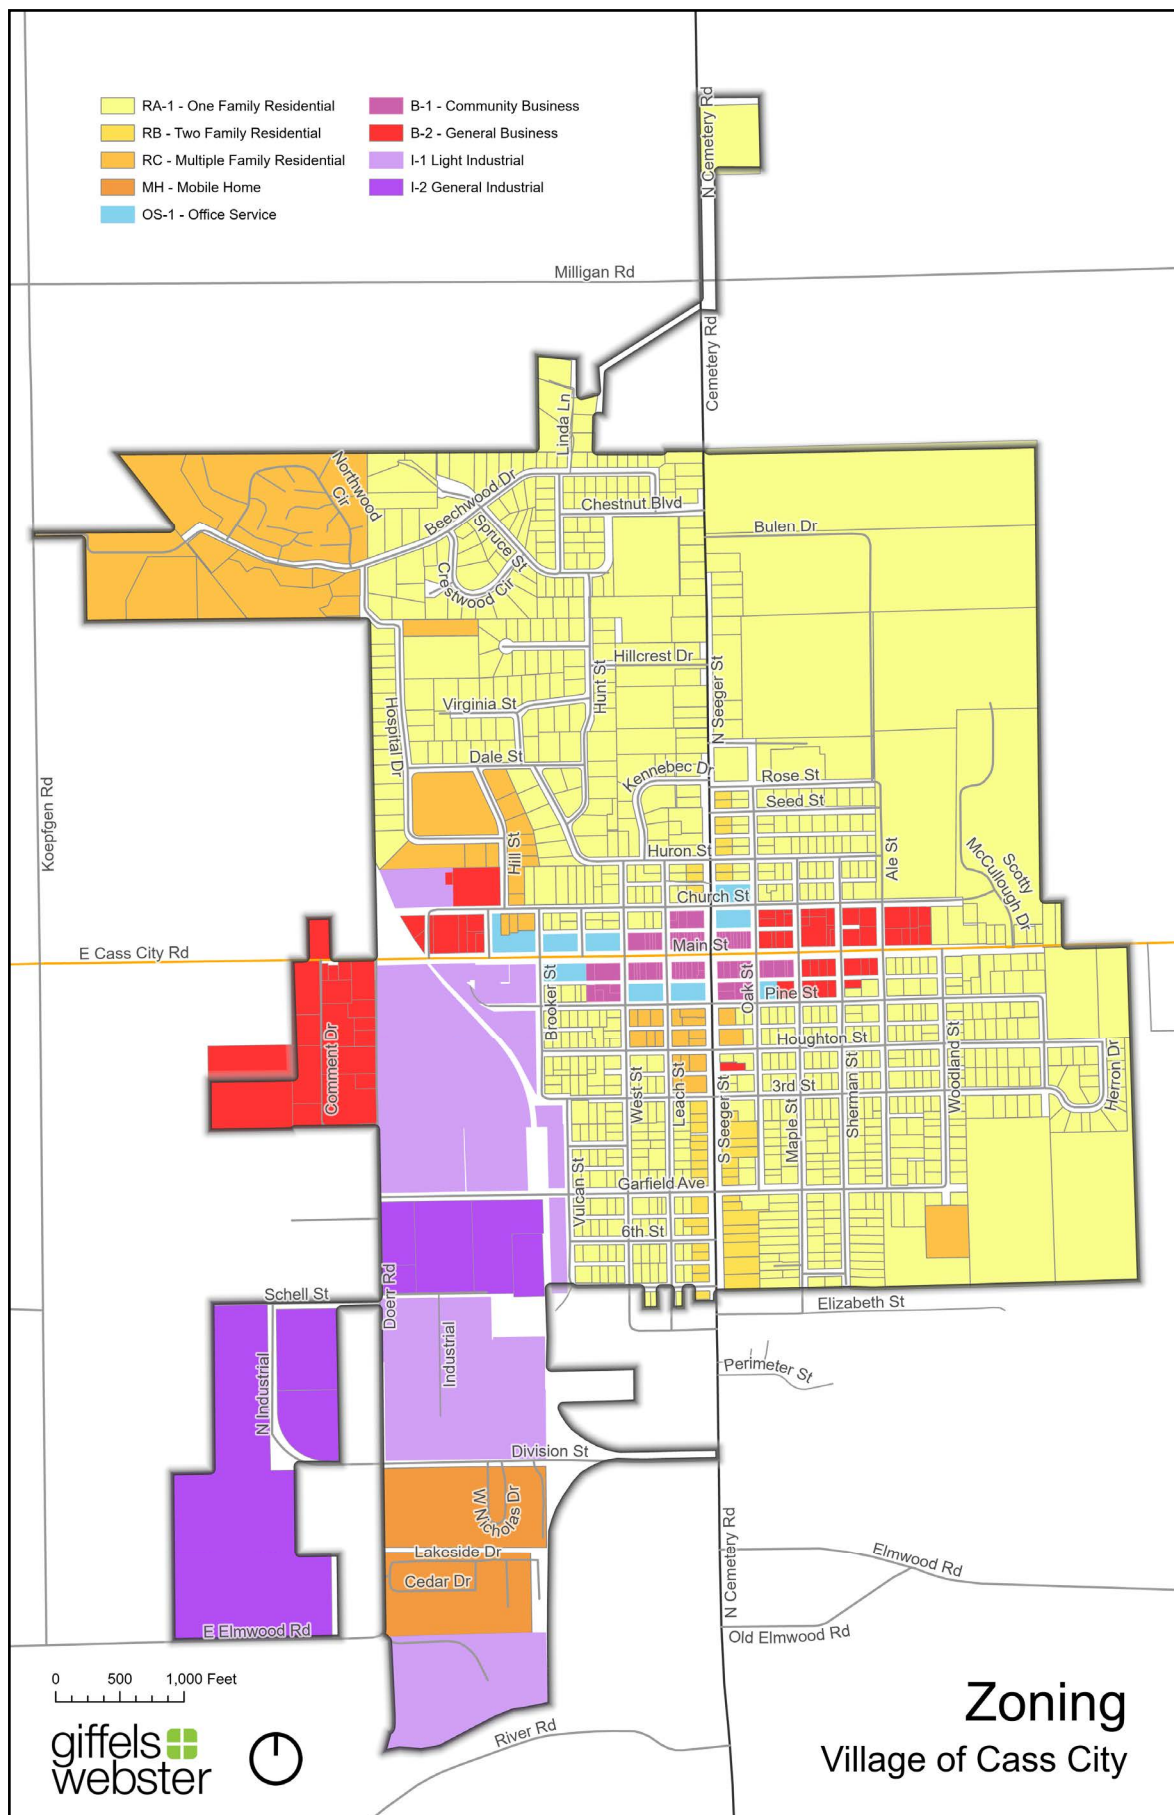 RA-1 - One Family Residential
RB - Two Family Residential
RC - Multiple Family Residential
MH - Mobile Home
OS-1 - Office Service
B-1 - Community Business
B-2 - General Business
I-1 Light Industrial
I-2 General Industrial
N Cemetery Rd
Milligan Rd
Cemetery Rd
Linda Ln
Northwood Cir
Beechwood Dr
Chestnut Blvd
Spruce St
Bulen Dr
Crestwood Cir
Hillcrest Dr
Hunt St
N Seeger St
Virginia St
Hospital Dr
Dale St
Kennebec Dr
Rose St
Seed St
Koepfgen Rd
Hill St
Huron St
Ale St
Scotty McCullough Dr
Church St
E Cass City Rd
Main St
Brooker St
Oak St
Pine St
Comment Dr
Houghton St
Woodland St
Herron Dr
West St
Leach St
3rd St
Sherman St
S Seeger St
Maple St
Vulcan St
Garfield Ave
6th St
Doerr Rd
Schell St
Elizabeth St
N Industrial
Industrial
Perimeter St
Division St
W Nicholas Dr
Lakeside Dr
Cedar Dr
N Cemetery Rd
Elmwood Rd
E Elmwood Rd
Old Elmwood Rd
River Rd
0 500 1,000 Feet
giffels
webster
Zoning
Village of Cass City